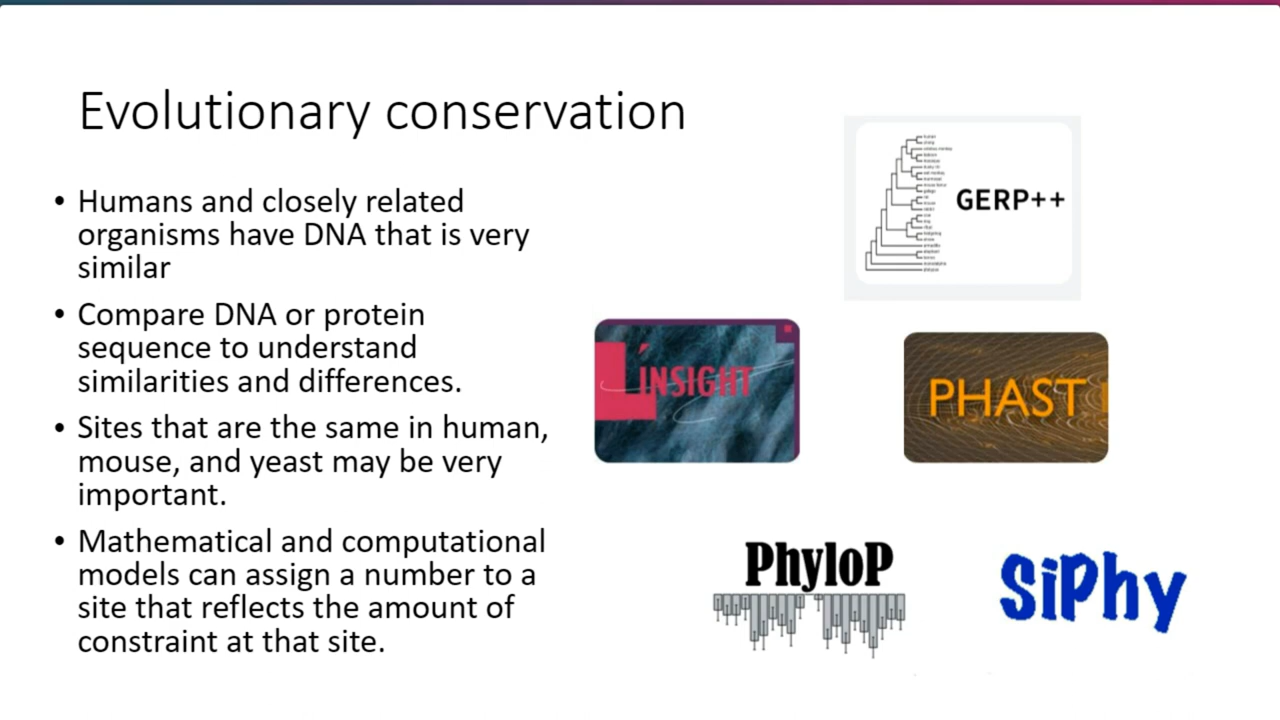 Evolutionary conservation
• Humans and closely related
organisms have DNA that is very
similar
• Compare DNA or protein
sequence to understand
similarities and differences.
• Sites that are the same in human,
mouse, and yeast may be very
important.
• Mathematical and computational
models can assign a number to a
site that reflects the amount of
constraint at that site.
GERP++
INSIGHT
PHAST
PhyloP
SiPhy